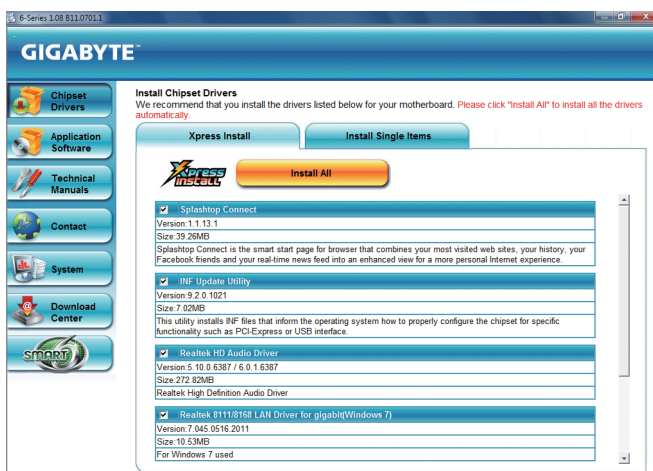 6-Series 1.08 B11.0701.1
GIGABYTE™
Chipset
Drivers
Application
Software
Technical
Manuals
Contact
System
Download
Center
SMART6
Install Chipset Drivers
We recommend that you install the drivers listed below for your motherboard. Please click "Install All" to install all the drivers
automatically.
Xpress Install
Install Single Items
Xpress
Install
Install All
Splashtop Connect
Version:1.1.13.1
Size:39.26MB
Splashtop Connect is the smart start page for browser that combines your most visited web sites, your history, your
Facebook friends and your real-time news feed into an enhanced view for a more personal Internet experience.
INF Update Utility
Version:9.2.0.1021
Size:7.02MB
This utility installs INF files that inform the operating system how to properly configure the chipset for specific
functionality such as PCI-Express or USB interface.
Realtek HD Audio Driver
Version:5.10.0.6387 / 6.0.1.6387
Size:272.82MB
Realtek High Definition Audio Driver
Realtek 8111/8168 LAN Driver for gigabit(Windows 7)
Version:7.045.0516.2011
Size:10.53MB
For Windows 7 used